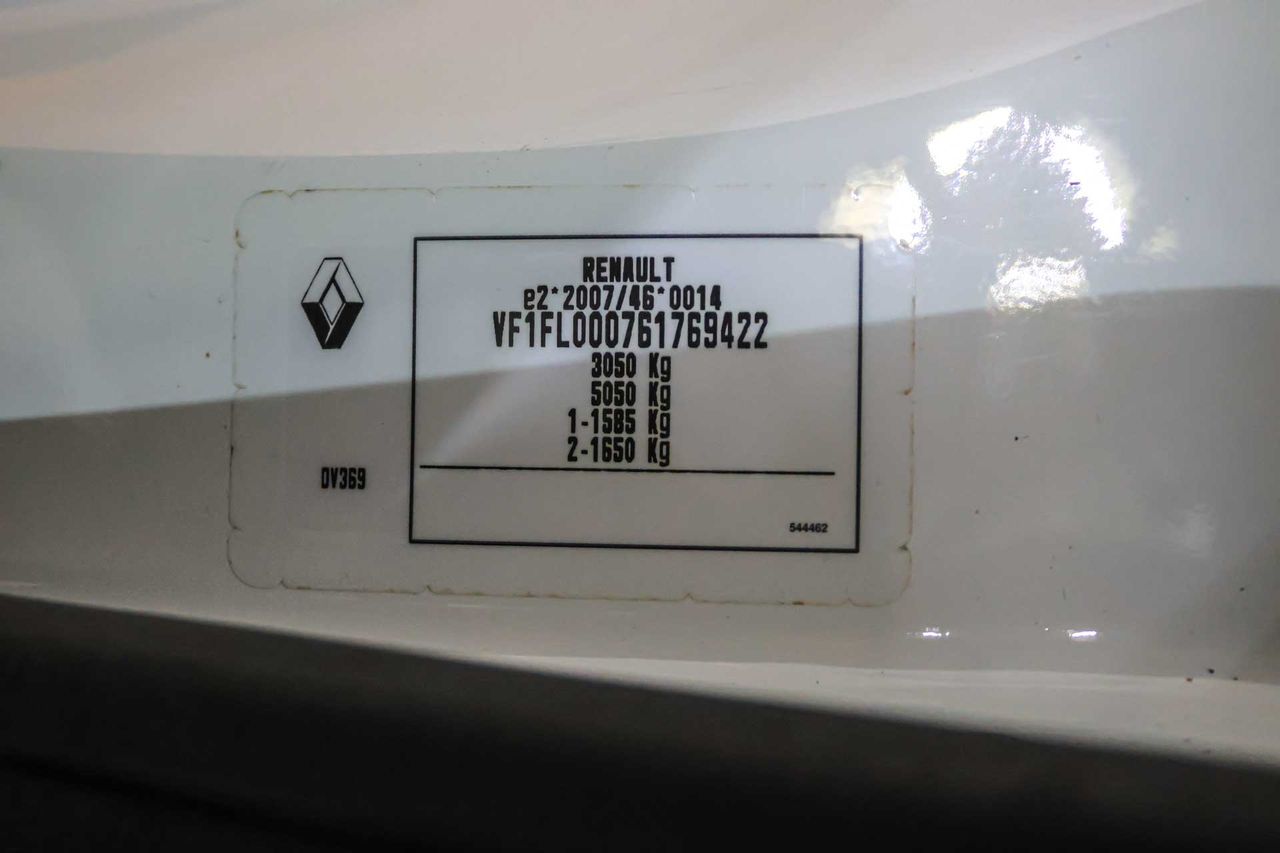 RENAULT
e2*2007/46*0014
VF1FL000761769422
3050 Kg
5050 Kg
1-1585 Kg
2-1650 Kg
DV369
544462